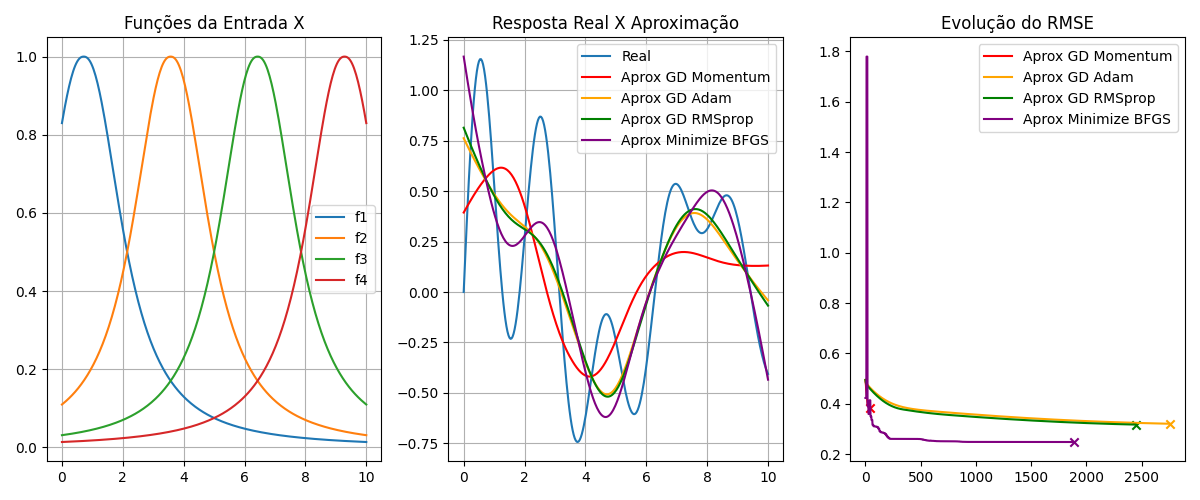 Funções da Entrada X
1.0
0.8
0.6
0.4
0.2
0.0
0 2 4 6 8 10
f1
f2
f3
f4
Resposta Real X Aproximação
1.25
1.00
0.75
0.50
0.25
0.00
−0.25
−0.50
−0.75
0 2 4 6 8 10
Real
Aprox GD Momentum
Aprox GD Adam
Aprox GD RMSprop
Aprox Minimize BFGS
Evolução do RMSE
1.8
1.6
1.4
1.2
1.0
0.8
0.6
0.4
0.2
0 500 1000 1500 2000 2500
Aprox GD Momentum
Aprox GD Adam
Aprox GD RMSprop
Aprox Minimize BFGS